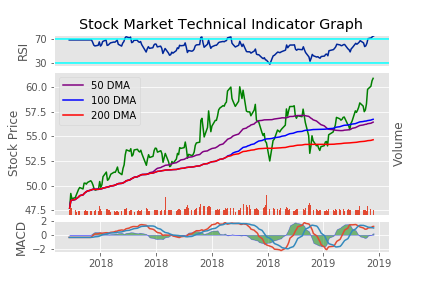 Stock Market Technical Indicator Graph
RSI
70
30
Stock Price
60.0
57.5
55.0
52.5
50.0
47.5
50 DMA
100 DMA
200 DMA
Volume
MACD
2
0
−2
2018 2018 2018 2018 2019 2019